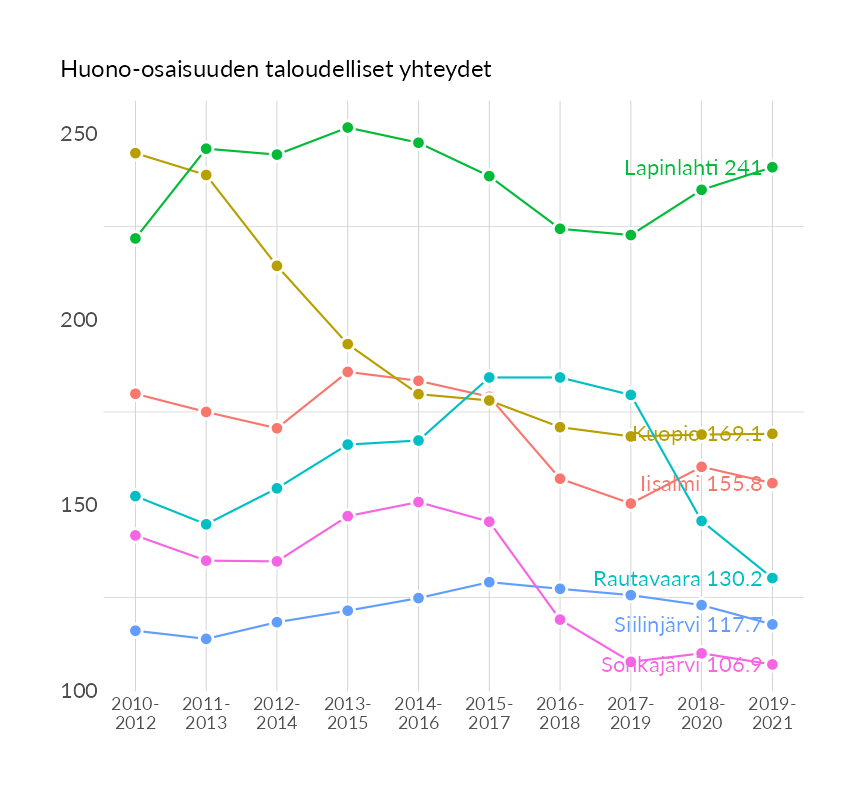 Huono-osaisuuden taloudelliset yhteydet
250
200
150
100
Lapinlahti 241
Kuopio 169.1
Iisalmi 155.8
Rautavaara 130.2
Siilinjärvi 117.7
Sonkajärvi 106.9
2010- 2011- 2012- 2013- 2014- 2015- 2016- 2017- 2018- 2019-
2012 2013 2014 2015 2016 2017 2018 2019 2020 2021